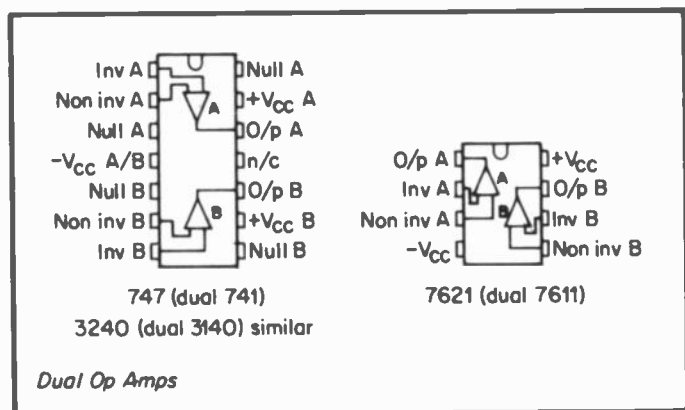 Inv A Null A
Non inv A +VCC A
Null A O/p A
-VCC A/B n/c
Null B O/p B
Non inv B +VCC B
Inv B Null B
A
B
747 (dual 741)
3240 (dual 3140) similar
O/p A +VCC
Inv A O/p B
Non inv A Inv B
-VCC Non inv B
A
B
7621 (dual 7611)
Dual Op Amps